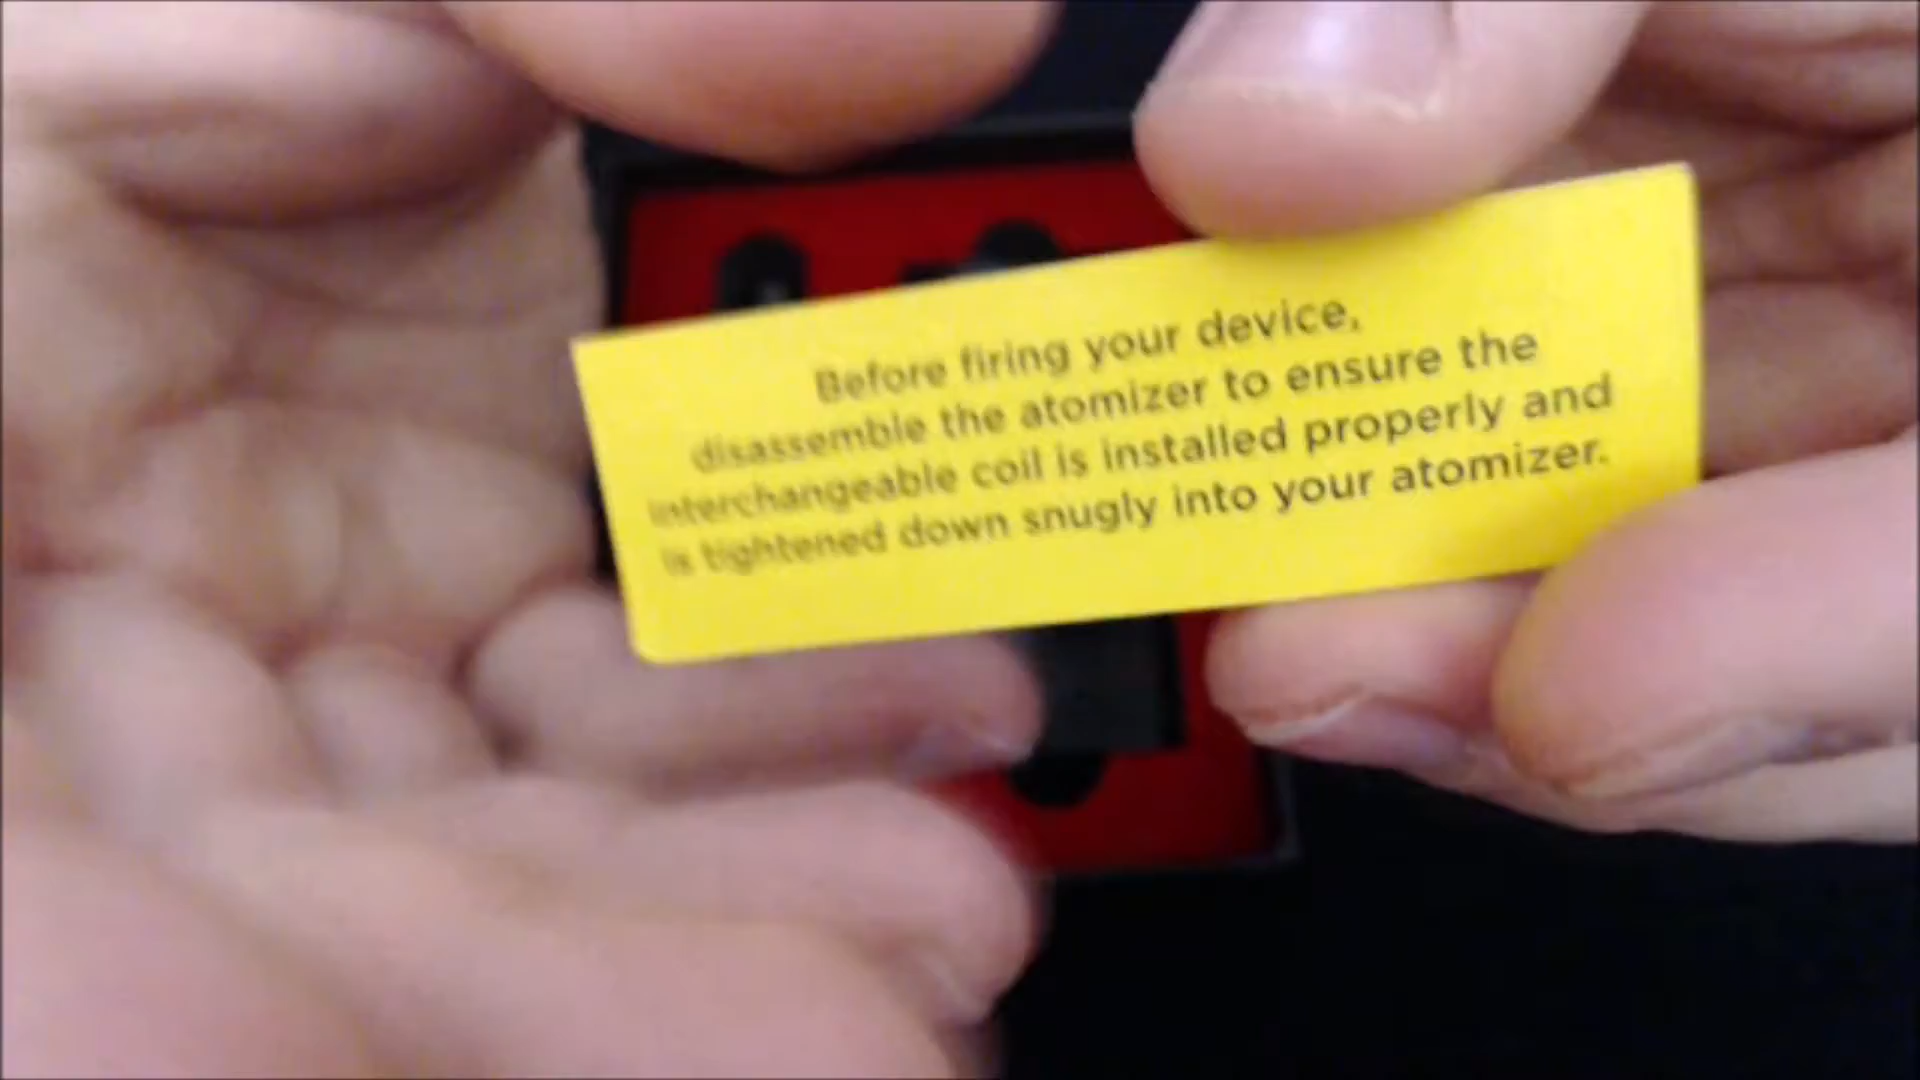 Before firing your device,
disassemble the atomizer to ensure the
interchangeable coil is installed properly and
is tightened down snugly into your atomizer.